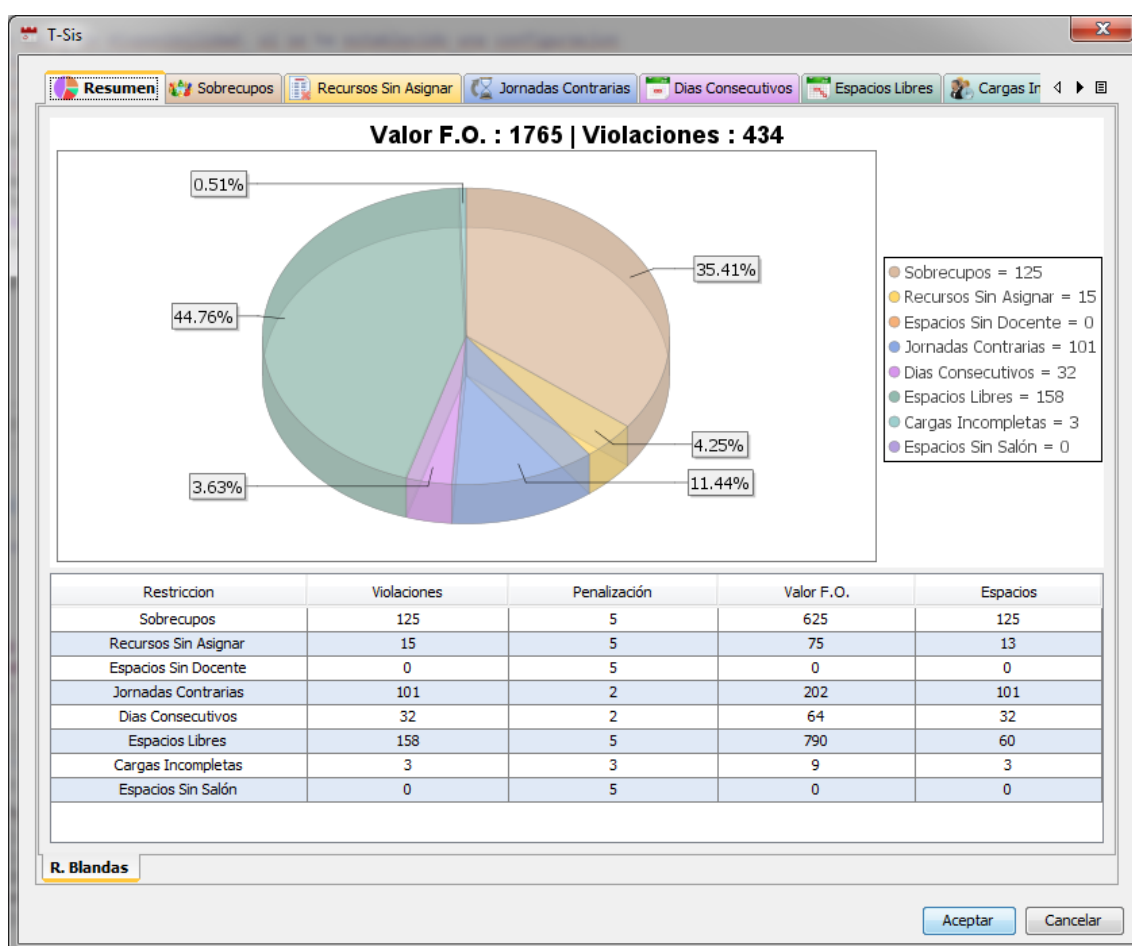 T-Sis
Resumen Sobrecupos Recursos Sin Asignar Jornadas Contrarias Dias Consecutivos Espacios Libres Cargas Ir
Valor F.O. : 1765 | Violaciones : 434
0.51%
35.41%
44.76%
4.25%
11.44%
3.63%
Sobrecupos = 125
Recursos Sin Asignar = 15
Espacios Sin Docente = 0
Jornadas Contrarias = 101
Dias Consecutivos = 32
Espacios Libres = 158
Cargas Incompletas = 3
Espacios Sin Salón = 0
Restriccion Violaciones Penalización Valor F.O. Espacios
Sobrecupos 125 5 625 125
Recursos Sin Asignar 15 5 75 13
Espacios Sin Docente 0 5 0 0
Jornadas Contrarias 101 2 202 101
Dias Consecutivos 32 2 64 32
Espacios Libres 158 5 790 60
Cargas Incompletas 3 3 9 3
Espacios Sin Salón 0 5 0 0
R. Blandas
Aceptar Cancelar